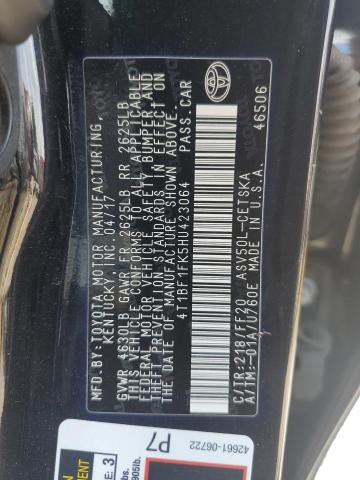 MFD.BY:TOYOTA MOTOR MANUFACTURING,
KENTUCKY, INC. 04/17
GVWR 4630LB GAWR FR 2625LB RR 2625LB
THIS VEHICLE CONFORMS TO ALL APPLICABLE
FEDERAL MOTOR VEHICLE SAFETY, BUMPER, AND
THEFT PREVENTION STANDARDS IN EFFECT ON
THE DATE OF MANUFACTURE SHOWN ABOVE.
4T1BF1FK5HU423064 PASS.CAR
C/TR:218/FF20 ASV50L-CETSKA
A/TM:-01A/U760E MADE IN U.S.A.
46506
42661-06722
P7
3